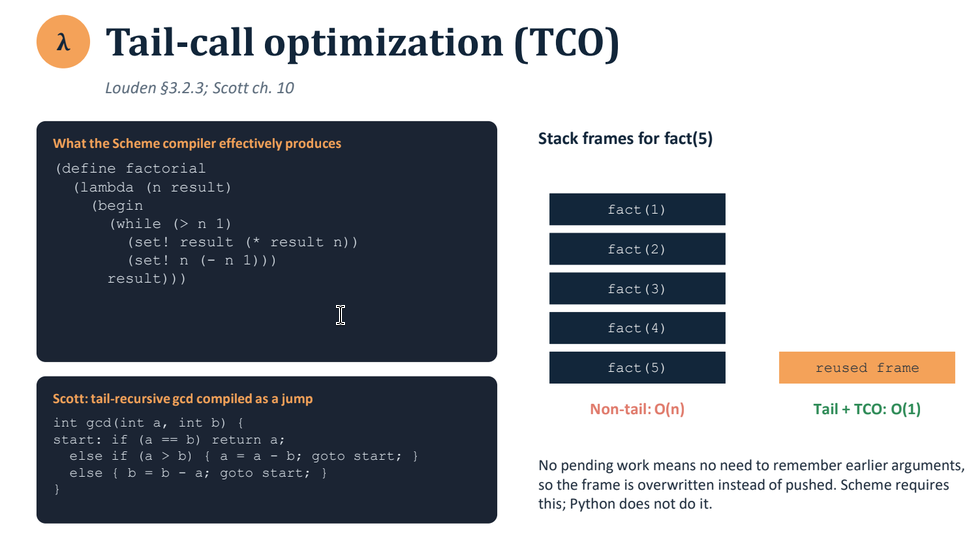 λ
Tail-call optimization (TCO)
Louden §3.2.3; Scott ch. 10
What the Scheme compiler effectively produces
(define factorial
  (lambda (n result)
    (begin
      (while (> n 1)
        (set! result (* result n))
        (set! n (- n 1)))
      result)))
Scott: tail-recursive gcd compiled as a jump
int gcd(int a, int b) {
start: if (a == b) return a;
  else if (a > b) { a = a - b; goto start; }
  else { b = b - a; goto start; }
}
Stack frames for fact(5)
fact(1)
fact(2)
fact(3)
fact(4)
fact(5)
reused frame
Non-tail: O(n)
Tail + TCO: O(1)
No pending work means no need to remember earlier arguments,
so the frame is overwritten instead of pushed. Scheme requires
this; Python does not do it.